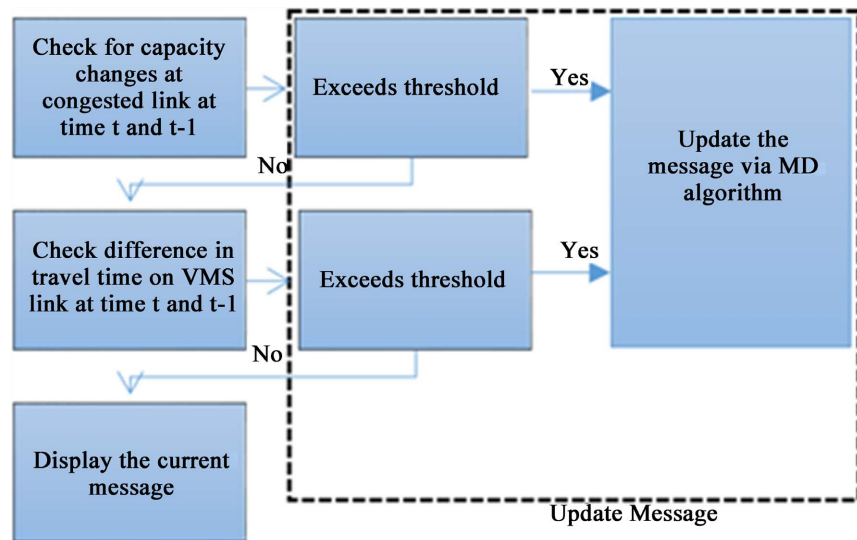 Check for capacity
changes at
congested link at
time t and t-1
Exceeds threshold
Yes
Update the
message via MD
algorithm
No
Check difference in
travel time on VMS
link at time t and t-1
Exceeds threshold
Yes
No
Display the current
message
Update Message